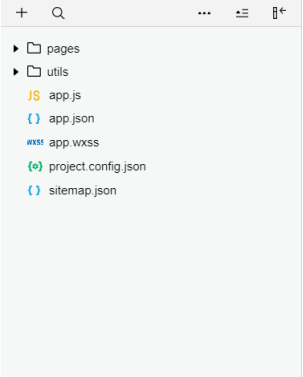 pages
utils
JS app.js
{ } app.json
WXSS app.wxss
{o} project.config.json
{ } sitemap.json